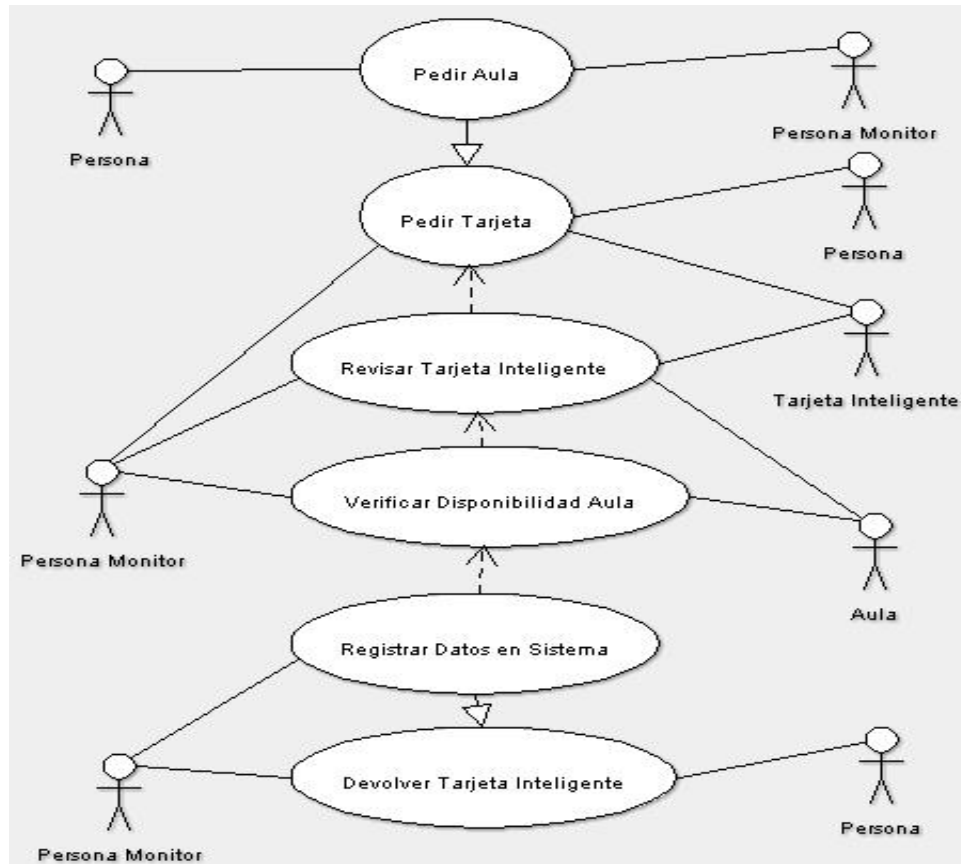 Pedir Aula
Persona
Persona Monitor
Pedir Tarjeta
Persona
Revisar Tarjeta Inteligente
Tarjeta Inteligente
Verificar Disponibilidad Aula
Persona Monitor
Aula
Registrar Datos en Sistema
Devolver Tarjeta Inteligente
Persona
Persona Monitor